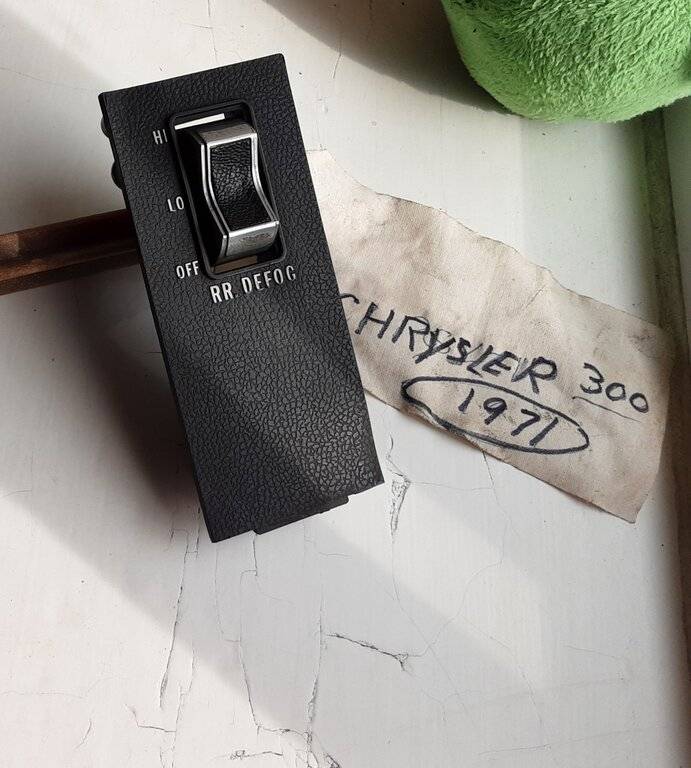 HI
LO
OFF
RR. DEFOG
CHRYSLER 300
1971